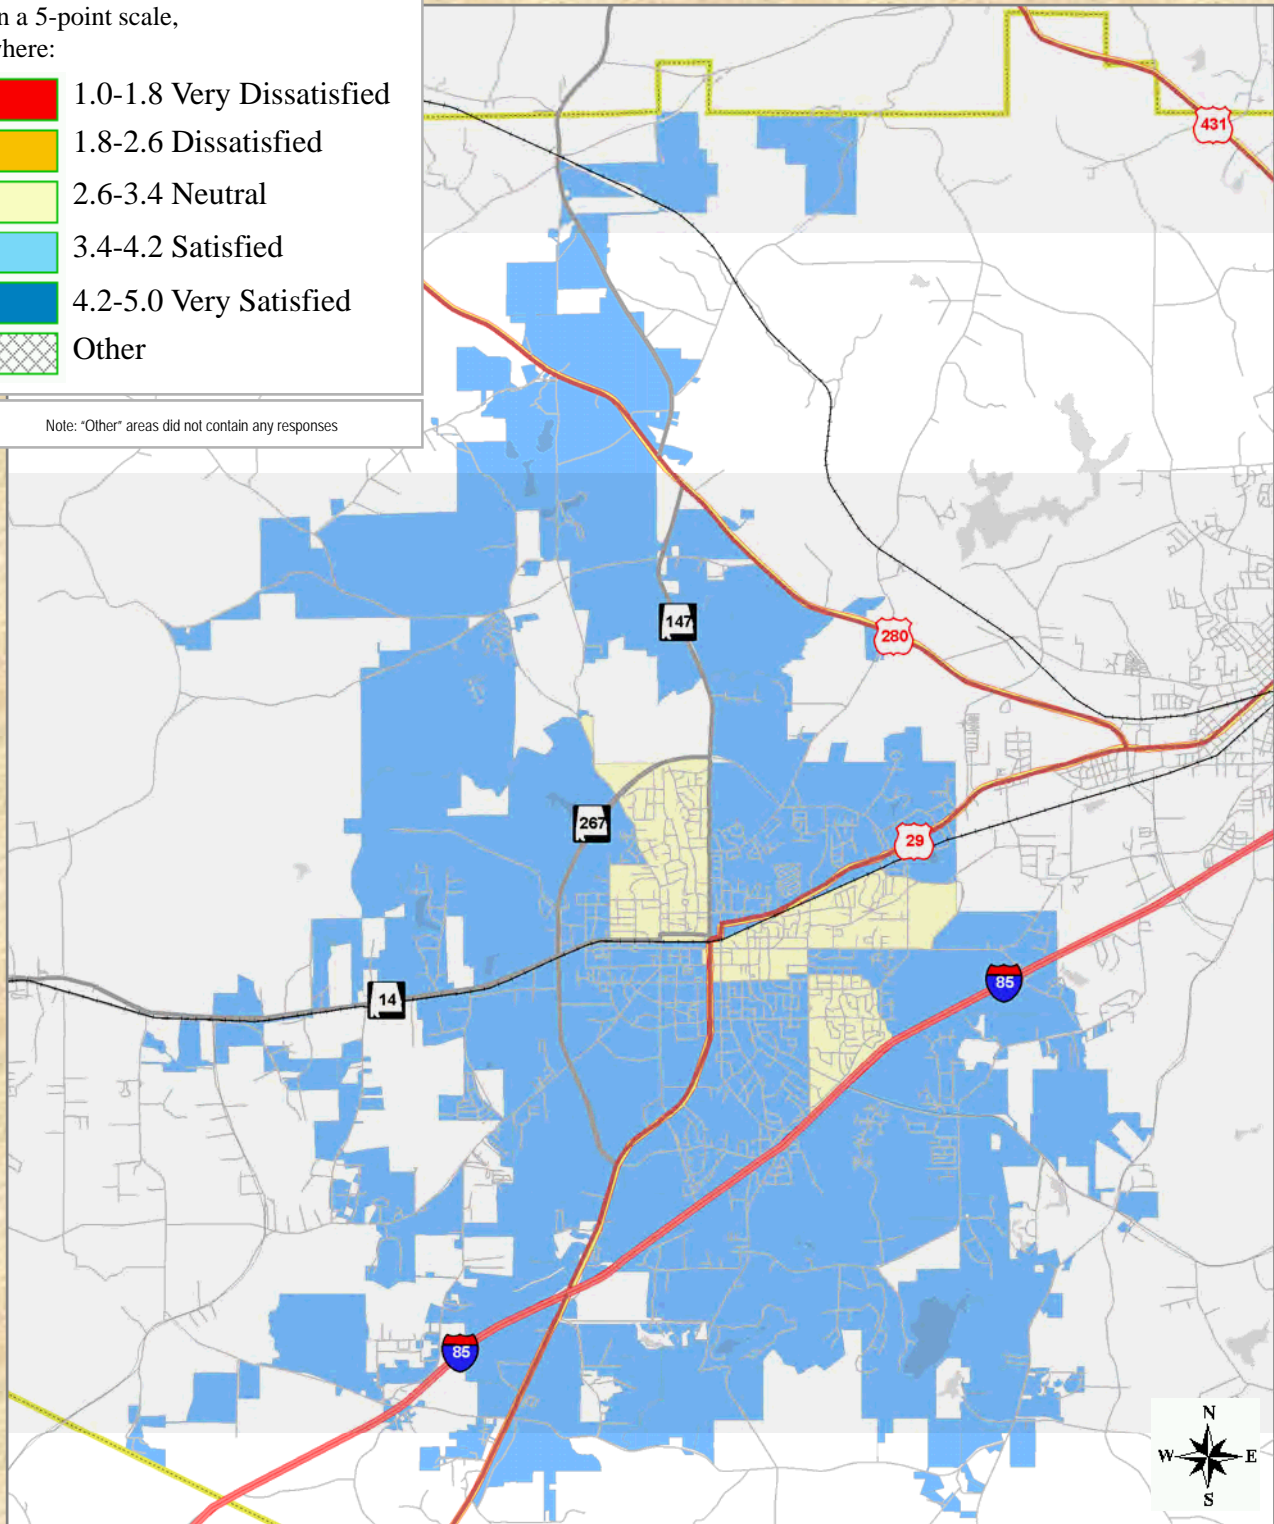 n a 5-point scale,
here:
1.0-1.8 Very Dissatisfied
1.8-2.6 Dissatisfied
2.6-3.4 Neutral
3.4-4.2 Satisfied
4.2-5.0 Very Satisfied
Other
Note: “Other” areas did not contain any responses
431
147
280
267
29
85
14
85
N
W E
S